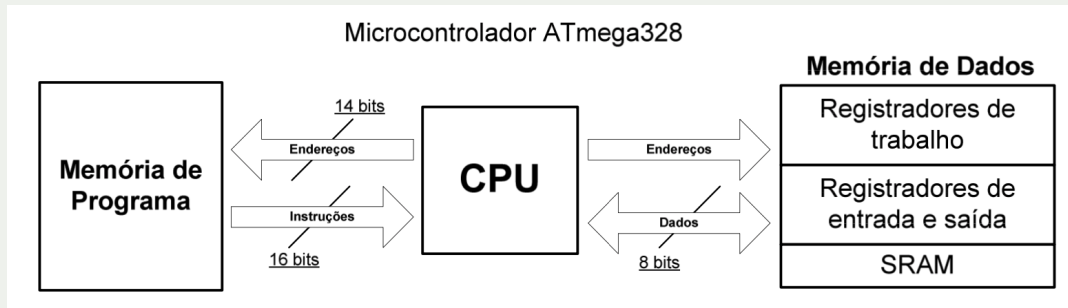 Microcontrolador ATmega328
Memória de Dados
Memória de
Programa
14 bits
Endereços
Instruções
16 bits
CPU
Endereços
Dados
8 bits
Registradores de
trabalho
Registradores de
entrada e saída
SRAM